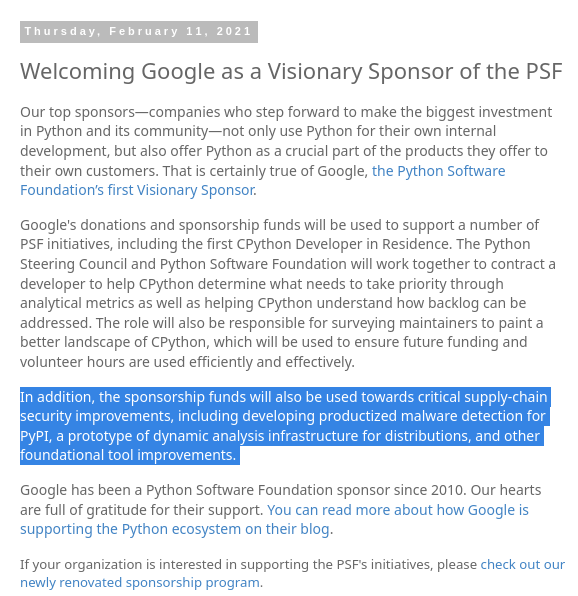 Thursday, February 11, 2021
Welcoming Google as a Visionary Sponsor of the PSF
Our top sponsors—companies who step forward to make the biggest investment
in Python and its community—not only use Python for their own internal
development, but also offer Python as a crucial part of the products they offer to
their own customers. That is certainly true of Google, the Python Software
Foundation’s first Visionary Sponsor.
Google's donations and sponsorship funds will be used to support a number of
PSF initiatives, including the first CPython Developer in Residence. The Python
Steering Council and Python Software Foundation will work together to contract a
developer to help CPython determine what needs to take priority through
analytical metrics as well as helping CPython understand how backlog can be
addressed. The role will also be responsible for surveying maintainers to paint a
better landscape of CPython, which will be used to ensure future funding and
volunteer hours are used efficiently and effectively.
In addition, the sponsorship funds will also be used towards critical supply-chain
security improvements, including developing productized malware detection for
PyPI, a prototype of dynamic analysis infrastructure for distributions, and other
foundational tool improvements.
Google has been a Python Software Foundation sponsor since 2010. Our hearts
are full of gratitude for their support. You can read more about how Google is
supporting the Python ecosystem on their blog.
If your organization is interested in supporting the PSF's initiatives, please check out our
newly renovated sponsorship program.